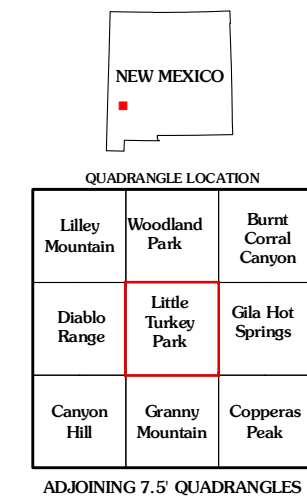 NEW MEXICO
QUADRANGLE LOCATION
Lilley
Mountain
Woodland
Park
Burnt
Corral
Canyon
Diablo
Range
Little
Turkey
Park
Gila Hot
Springs
Canyon
Hill
Granny
Mountain
Copperas
Peak
ADJOINING 7.5' QUADRANGLES